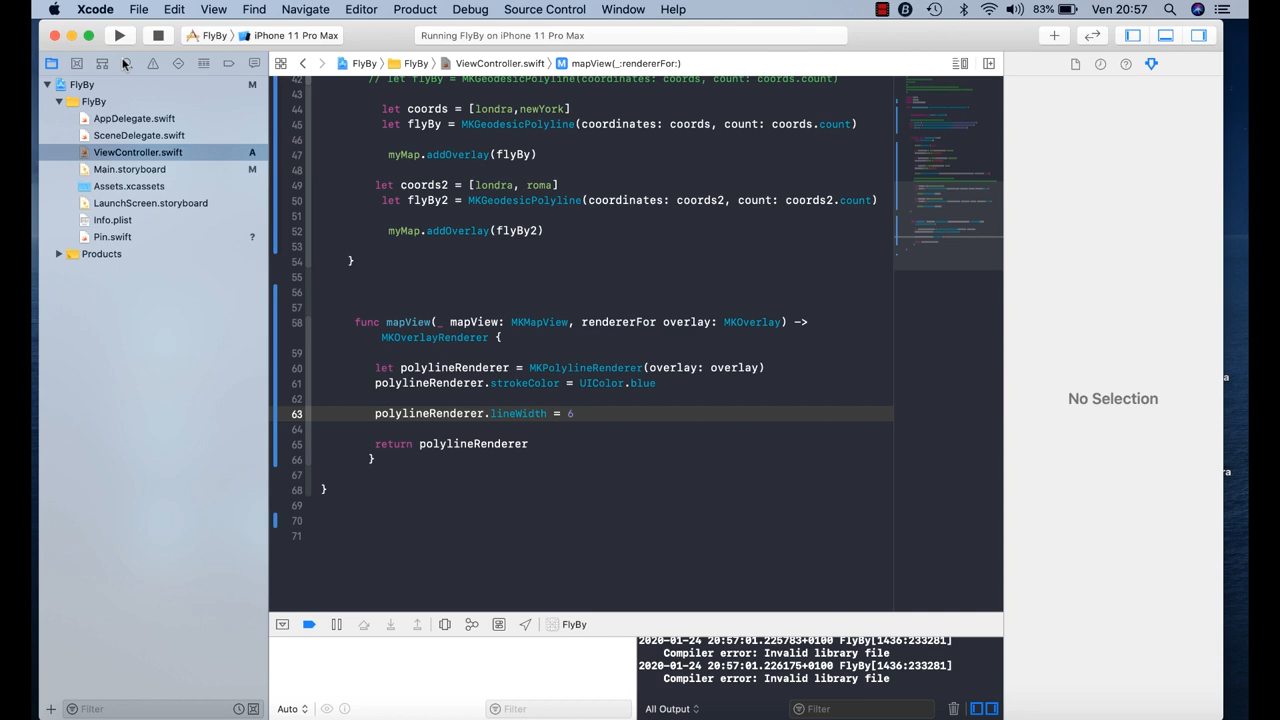 Xcode File Edit View Find Navigate Editor Product Debug Source Control Window Help 83% Ven 20:57
FlyBy iPhone 11 Pro Max Running FlyBy on iPhone 11 Pro Max
FlyBy FlyBy ViewController.swift mapView(_:rendererFor:)
FlyBy M
FlyBy
AppDelegate.swift
SceneDelegate.swift
ViewController.swift A
Main.storyboard M
Assets.xcassets
LaunchScreen.storyboard
Info.plist
Pin.swift
Products
42 // let flyBy = MKGeodesicPolyline(coordinates: coords, count: coords.count)
43
44 let coords = [londra,newYork]
45 let flyBy = MKGeodesicPolyline(coordinates: coords, count: coords.count)
46
47 myMap.addOverlay(flyBy)
48
49 let coords2 = [londra, roma]
50 let flyBy2 = MKGeodesicPolyline(coordinates: coords2, count: coords2.count)
51
52 myMap.addOverlay(flyBy2)
53
54 }
55
56
57
58 func mapView(_ mapView: MKMapView, rendererFor overlay: MKOverlay) ->
MKOverlayRenderer {
59
60 let polylineRenderer = MKPolylineRenderer(overlay: overlay)
61 polylineRenderer.strokeColor = UIColor.blue
62
63 polylineRenderer.lineWidth = 6
64
65 return polylineRenderer
66 }
67
68 }
69
70
71
No Selection
FlyBy
2020-01-24 20:57:01.225783+0100 FlyBy[1436:233281]
Compiler error: Invalid library file
2020-01-24 20:57:01.226175+0100 FlyBy[1436:233281]
Compiler error: Invalid library file
Filter Auto Filter All Output Filter